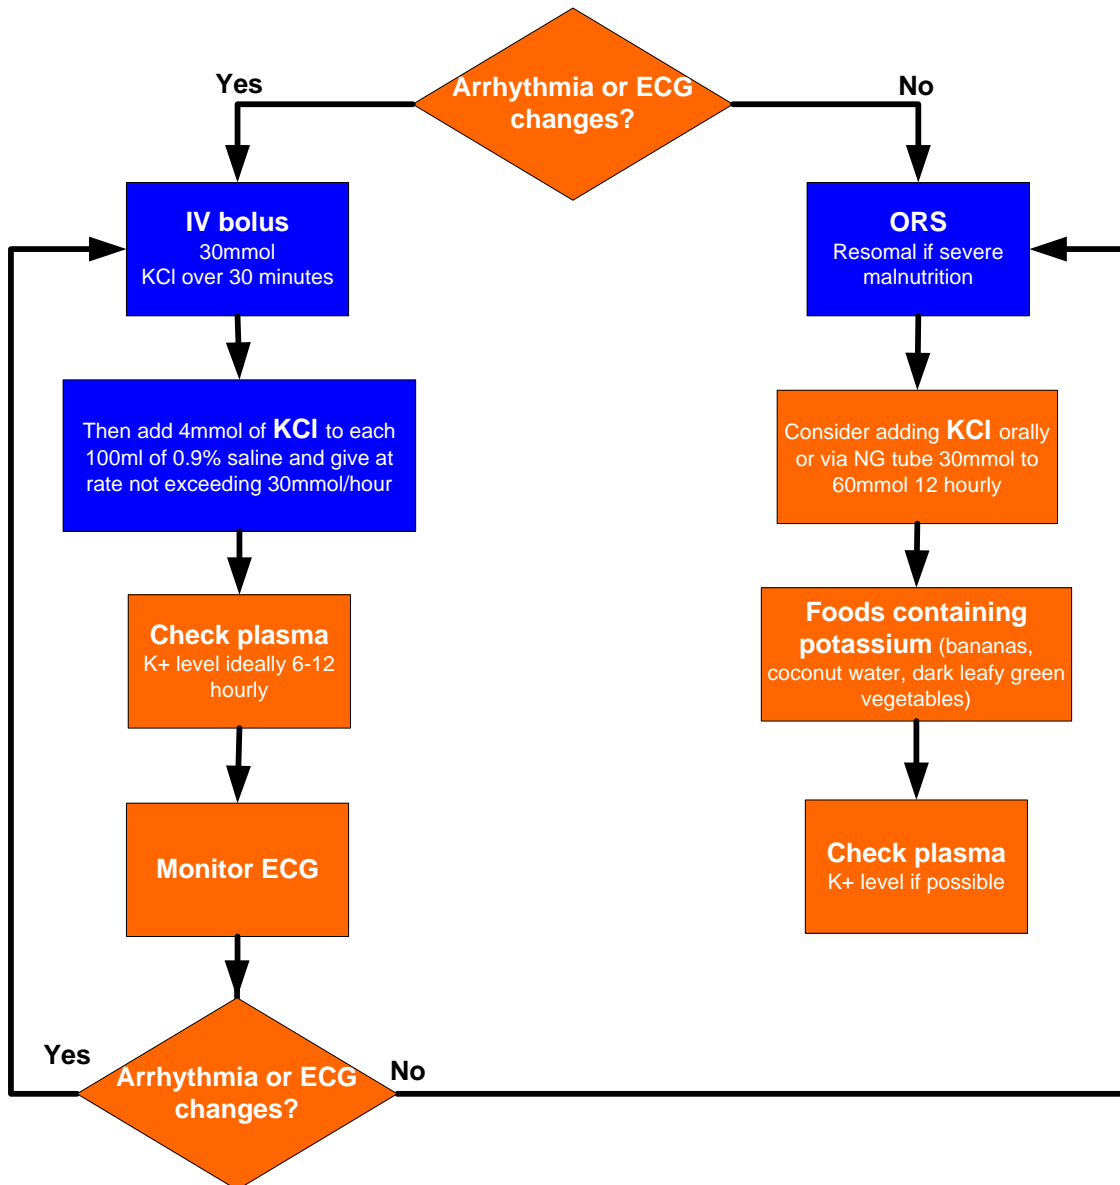 Arrhythmia or ECG
changes?
Yes
No
IV bolus
30mmol
KCl over 30 minutes
Then add 4mmol of KCl to each
100ml of 0.9% saline and give at
rate not exceeding 30mmol/hour
Check plasma
K+ level ideally 6-12
hourly
Monitor ECG
Arrhythmia or ECG
changes?
Yes
No
ORS
Resomal if severe
malnutrition
Consider adding KCl orally
or via NG tube 30mmol to
60mmol 12 hourly
Foods containing
potassium (bananas,
coconut water, dark leafy green
vegetables)
Check plasma
K+ level if possible